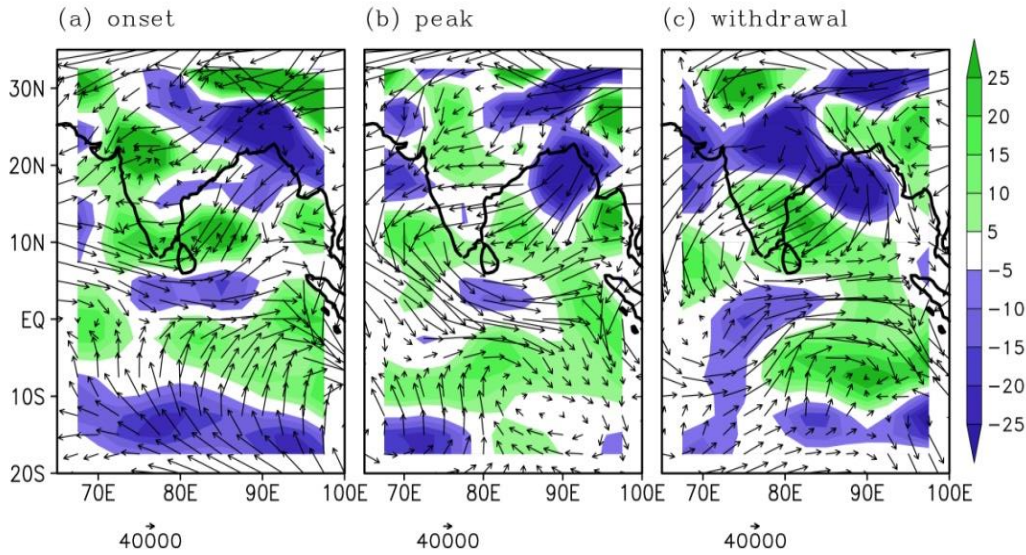 (a) onset (b) peak (c) withdrawal
30N
20N
10N
EQ
10S
20S
70E 80E 90E 100E 70E 80E 90E 100E 70E 80E 90E 100E
40000 40000 40000
25
20
15
10
5
−5
−10
−15
−20
−25